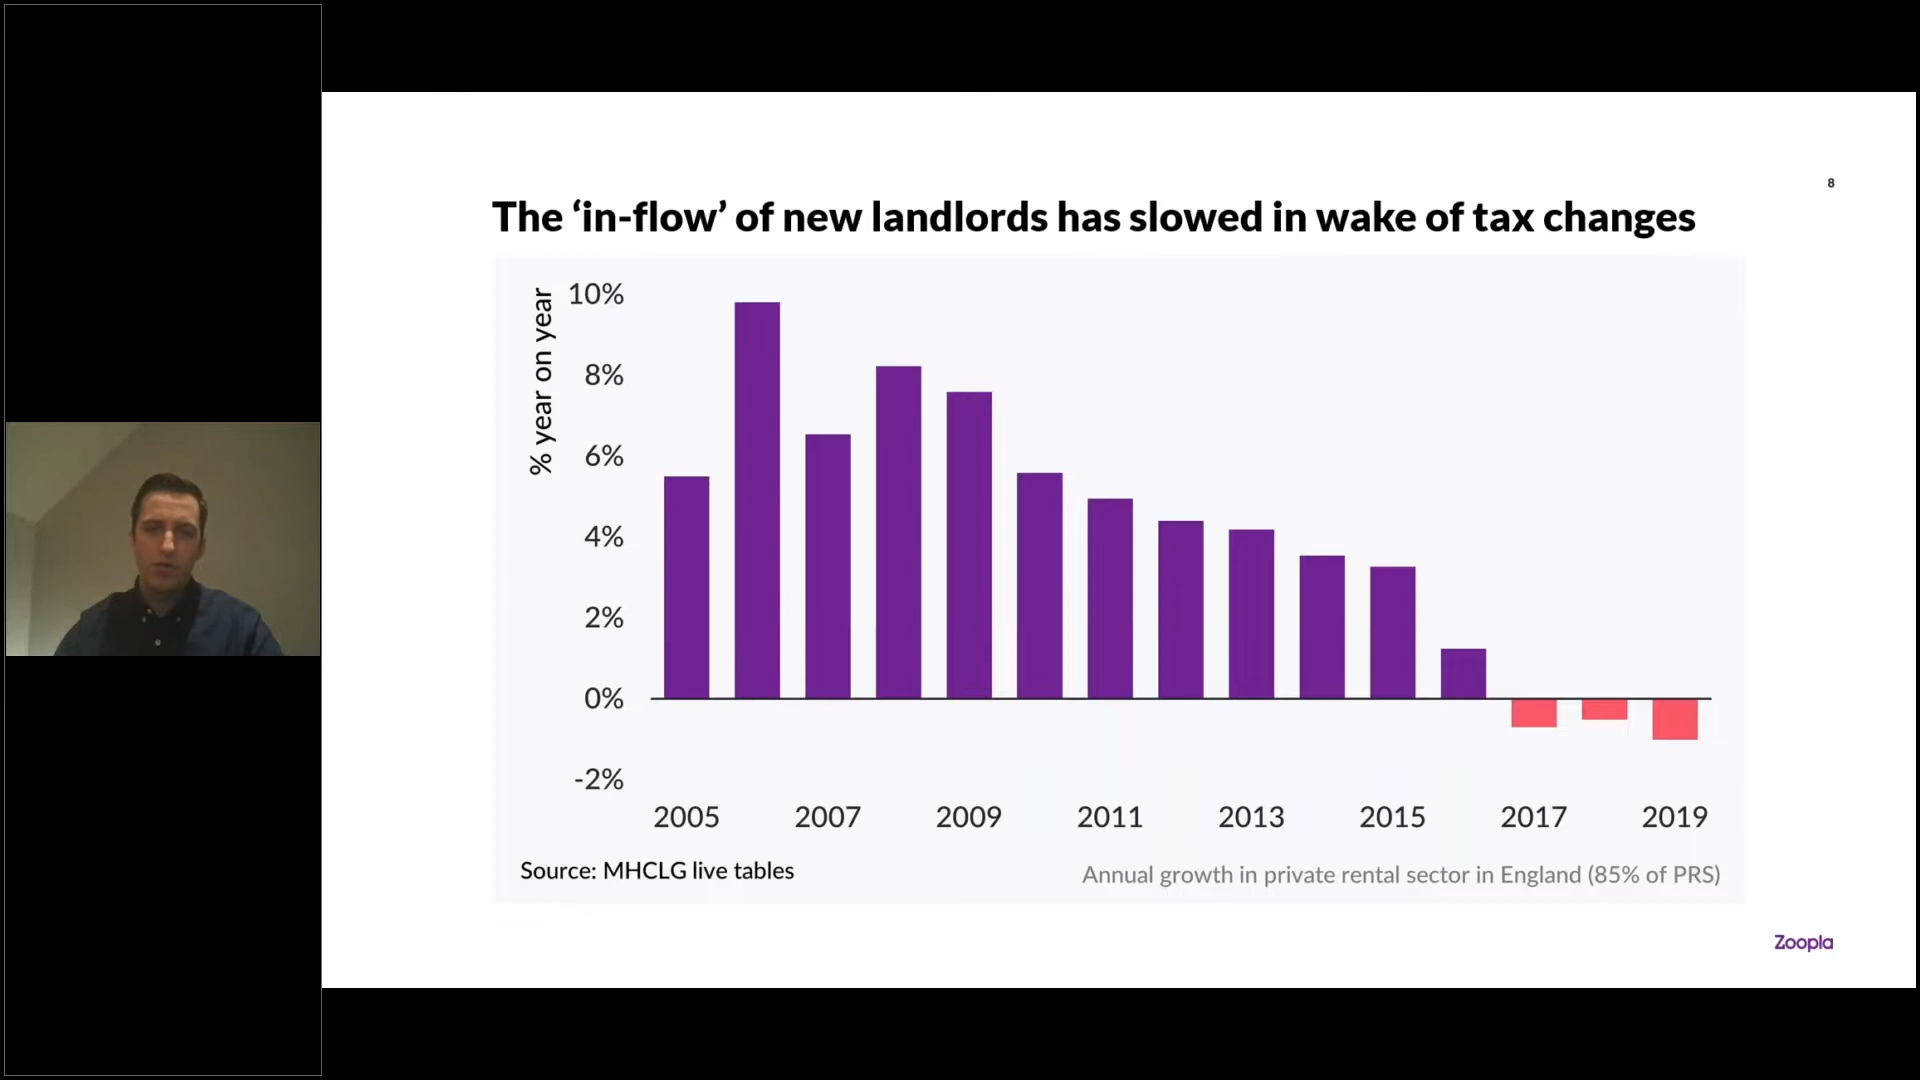 8
The ‘in-flow’ of new landlords has slowed in wake of tax changes
% year on year
10%
8%
6%
4%
2%
0%
-2%
2005 2007 2009 2011 2013 2015 2017 2019
Source: MHCLG live tables
Annual growth in private rental sector in England (85% of PRS)
Zoopla